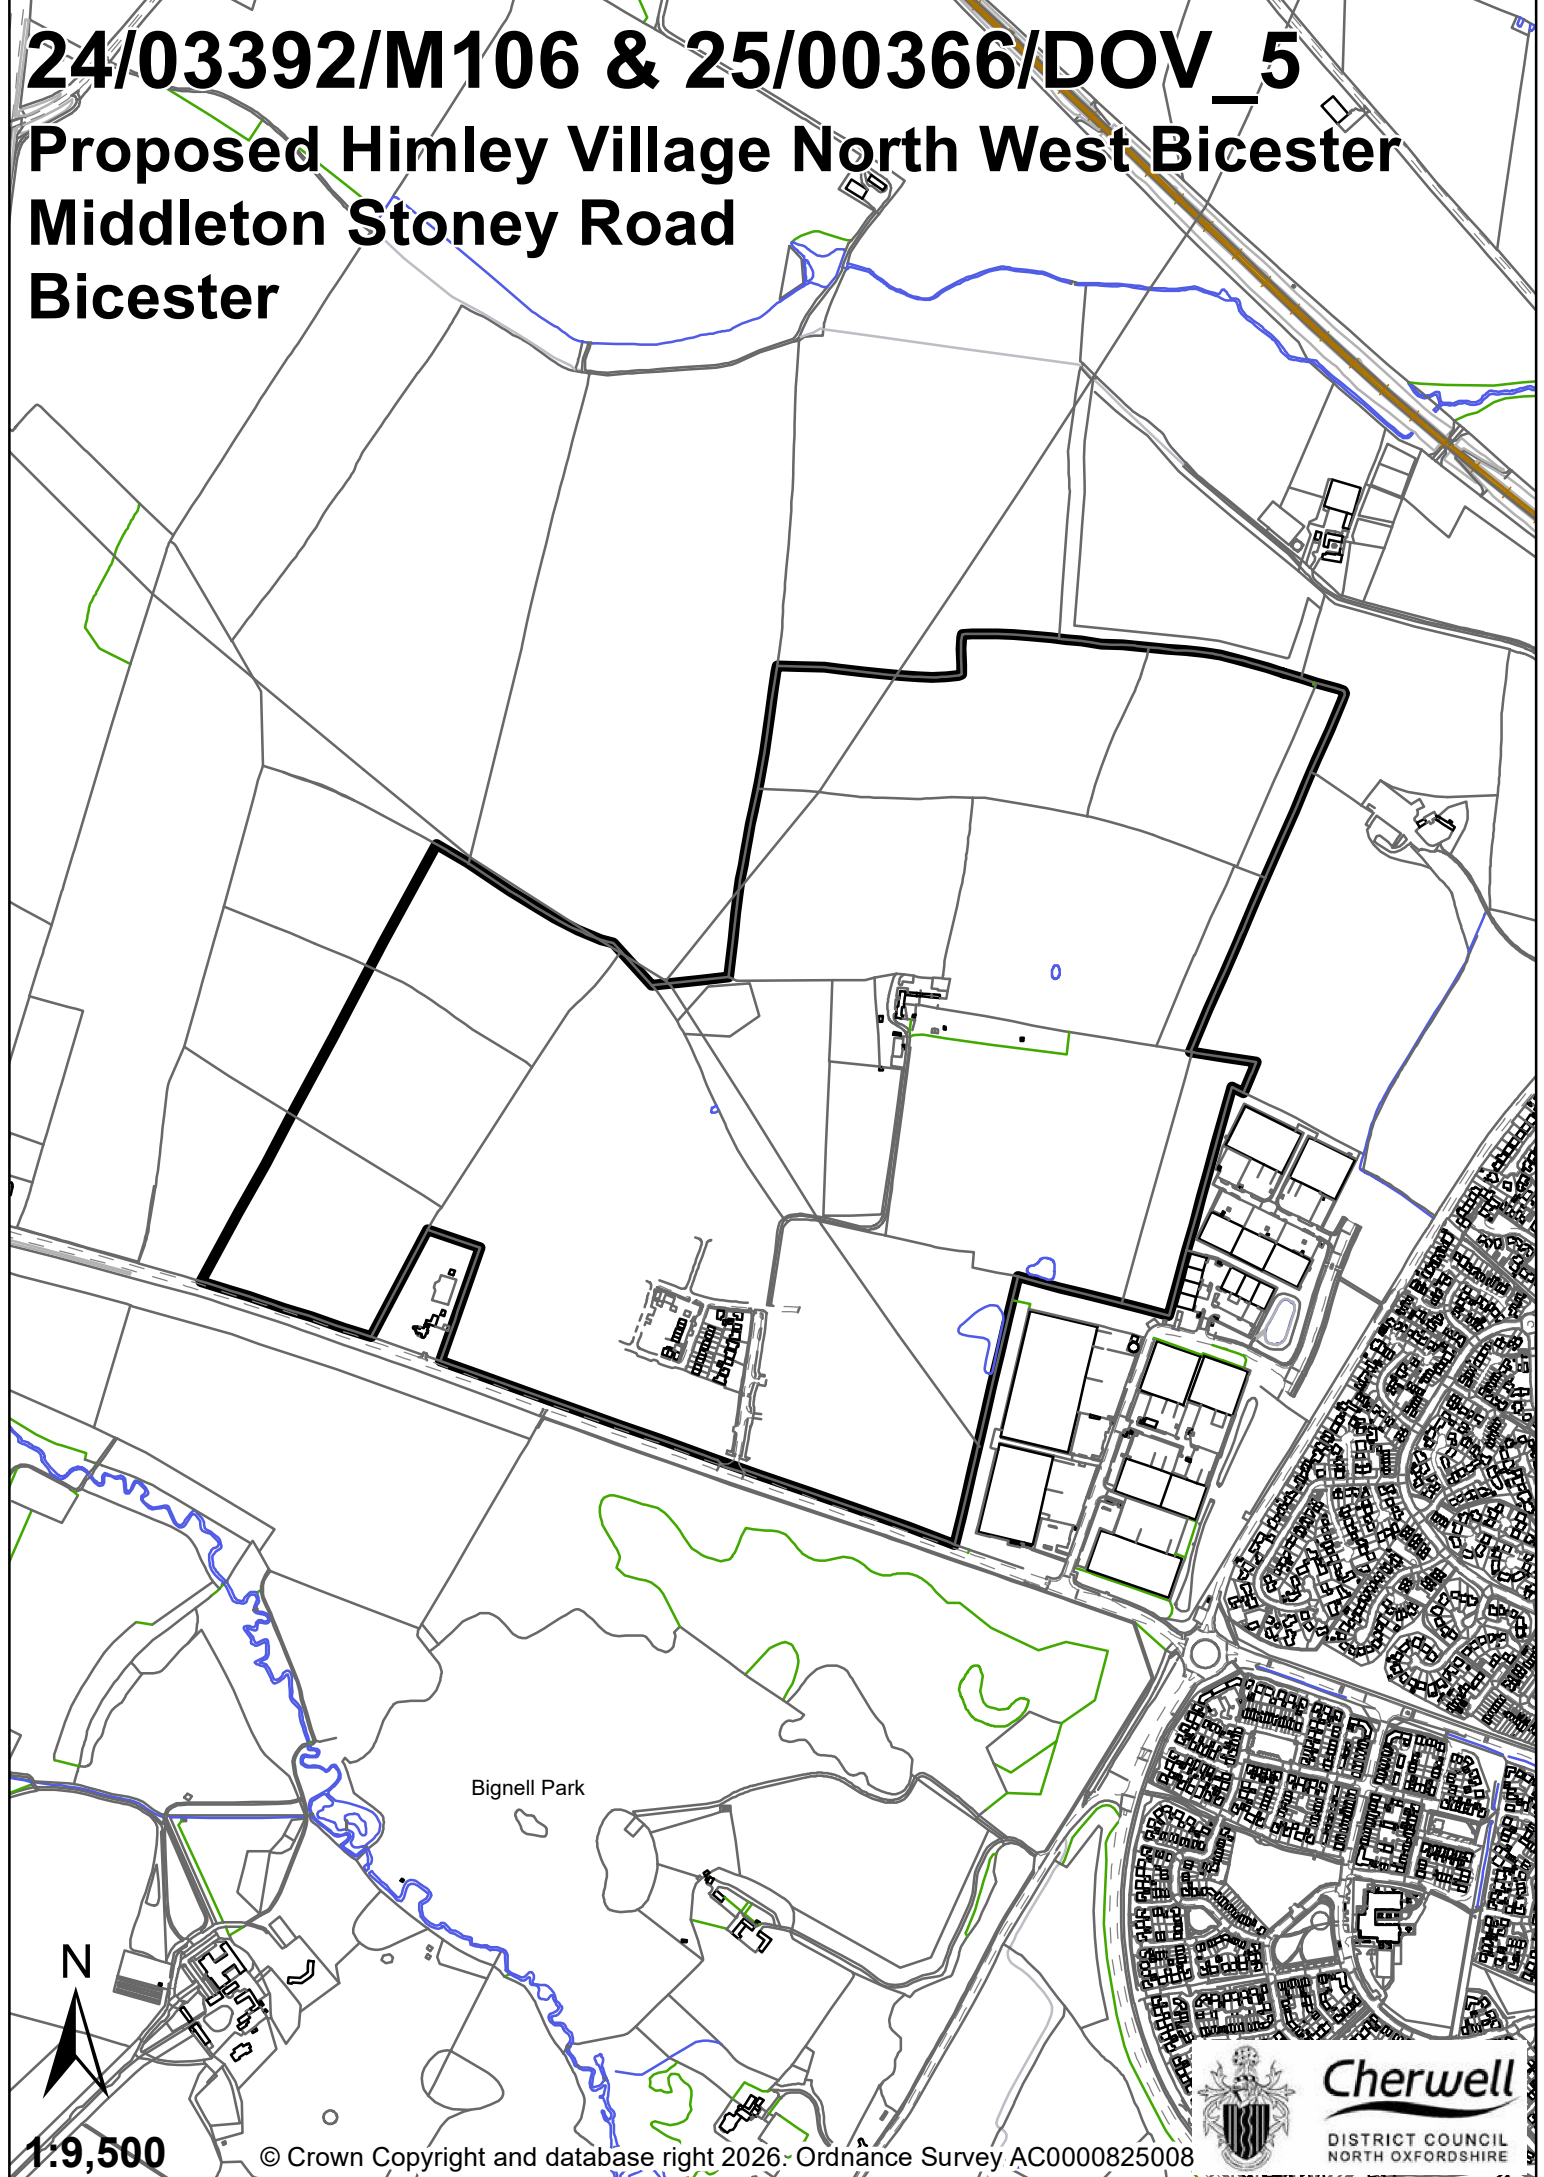 24/03392/M106 & 25/00366/DOV_5
Proposed Himley Village North West Bicester
Middleton Stoney Road
Bicester
Bignell Park
N
1:9,500
© Crown Copyright and database right 2026. Ordnance Survey AC0000825008
Cherwell
DISTRICT COUNCIL
NORTH OXFORDSHIRE